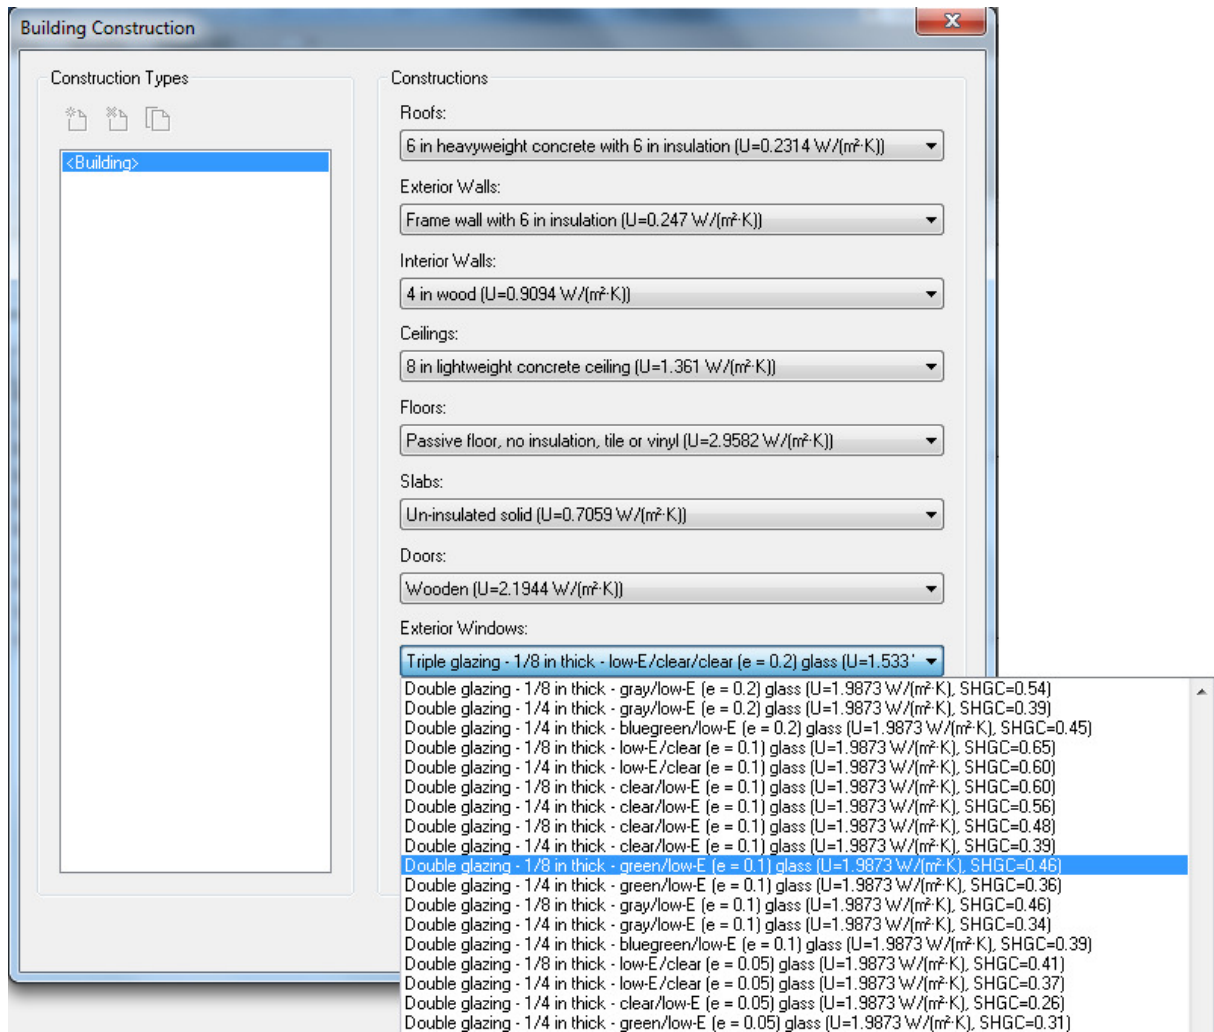 Building Construction
Construction Types
<Building>
Constructions
Roofs:
6 in heavyweight concrete with 6 in insulation (U=0.2314 W/(m²·K))
Exterior Walls:
Frame wall with 6 in insulation (U=0.247 W/(m²·K))
Interior Walls:
4 in wood (U=0.9094 W/(m²·K))
Ceilings:
8 in lightweight concrete ceiling (U=1.361 W/(m²·K))
Floors:
Passive floor, no insulation, tile or vinyl (U=2.9582 W/(m²·K))
Slabs:
Un-insulated solid (U=0.7059 W/(m²·K))
Doors:
Wooden (U=2.1944 W/(m²·K))
Exterior Windows:
Triple glazing - 1/8 in thick - low-E/clear/clear (e = 0.2) glass (U=1.533
Double glazing - 1/8 in thick - gray/low-E (e = 0.2) glass (U=1.9873 W/(m²·K), SHGC=0.54)
Double glazing - 1/4 in thick - gray/low-E (e = 0.2) glass (U=1.9873 W/(m²·K), SHGC=0.39)
Double glazing - 1/4 in thick - bluegreen/low-E (e = 0.2) glass (U=1.9873 W/(m²·K), SHGC=0.45)
Double glazing - 1/8 in thick - low-E/clear (e = 0.1) glass (U=1.9873 W/(m²·K), SHGC=0.65)
Double glazing - 1/4 in thick - low-E/clear (e = 0.1) glass (U=1.9873 W/(m²·K), SHGC=0.60)
Double glazing - 1/8 in thick - clear/low-E (e = 0.1) glass (U=1.9873 W/(m²·K), SHGC=0.60)
Double glazing - 1/4 in thick - clear/low-E (e = 0.1) glass (U=1.9873 W/(m²·K), SHGC=0.56)
Double glazing - 1/8 in thick - clear/low-E (e = 0.1) glass (U=1.9873 W/(m²·K), SHGC=0.48)
Double glazing - 1/4 in thick - clear/low-E (e = 0.1) glass (U=1.9873 W/(m²·K), SHGC=0.39)
Double glazing - 1/8 in thick - green/low-E (e = 0.1) glass (U=1.9873 W/(m²·K), SHGC=0.46)
Double glazing - 1/4 in thick - green/low-E (e = 0.1) glass (U=1.9873 W/(m²·K), SHGC=0.36)
Double glazing - 1/8 in thick - gray/low-E (e = 0.1) glass (U=1.9873 W/(m²·K), SHGC=0.46)
Double glazing - 1/4 in thick - gray/low-E (e = 0.1) glass (U=1.9873 W/(m²·K), SHGC=0.34)
Double glazing - 1/4 in thick - bluegreen/low-E (e = 0.1) glass (U=1.9873 W/(m²·K), SHGC=0.39)
Double glazing - 1/8 in thick - low-E/clear (e = 0.05) glass (U=1.9873 W/(m²·K), SHGC=0.41)
Double glazing - 1/4 in thick - low-E/clear (e = 0.05) glass (U=1.9873 W/(m²·K), SHGC=0.37)
Double glazing - 1/4 in thick - clear/low-E (e = 0.05) glass (U=1.9873 W/(m²·K), SHGC=0.26)
Double glazing - 1/4 in thick - green/low-E (e = 0.05) glass (U=1.9873 W/(m²·K), SHGC=0.31)